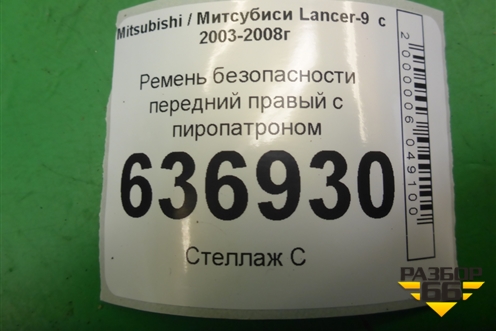 Mitsubishi / Митсубиси Lancer-9 с
2003-2008г
Ремень безопасности
передний правый с
пиропатроном
636930
Стеллаж С
2000006049100
РАЗБОР
66